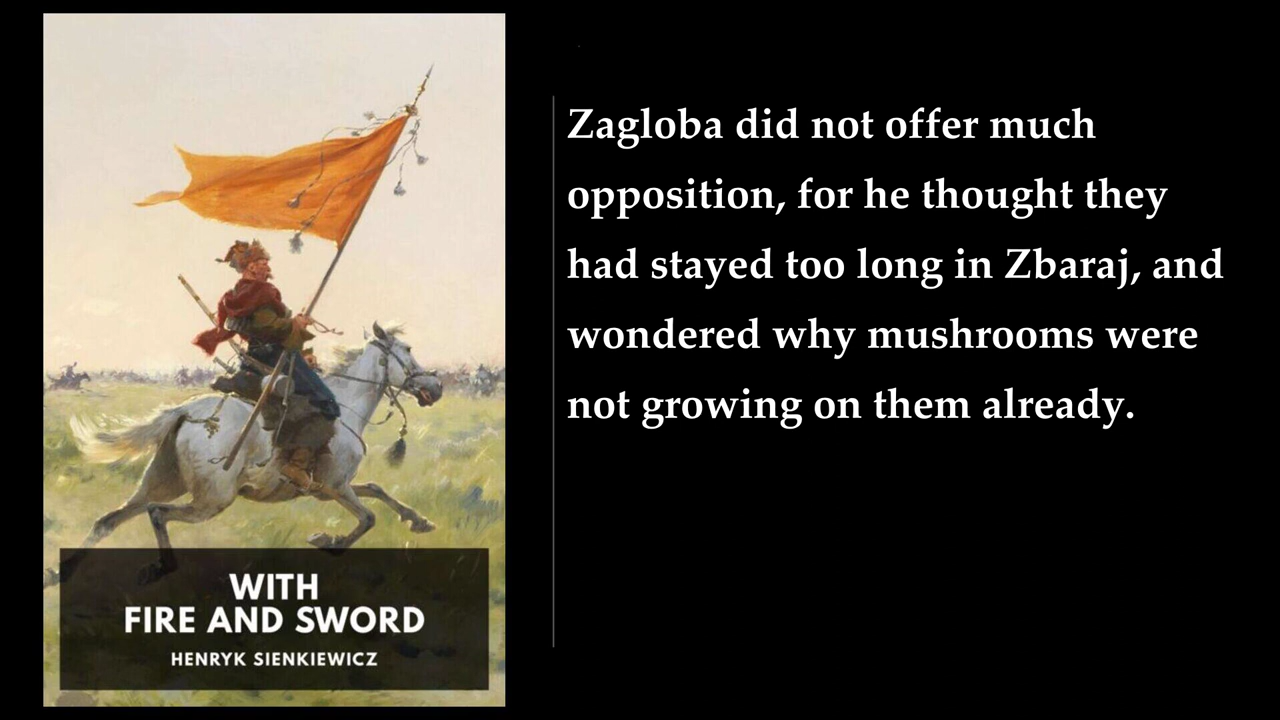 WITH
FIRE AND SWORD
HENRYK SIENKIEWICZ
Zagloba did not offer much
opposition, for he thought they
had stayed too long in Zbaraj, and
wondered why mushrooms were
not growing on them already.